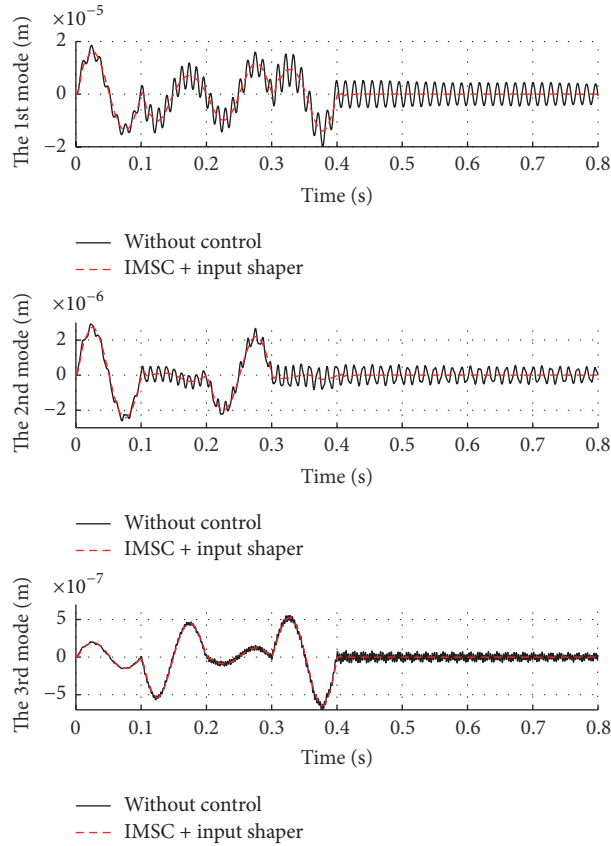 ×10⁻⁵
The 1st mode (m)
2
0
−2
0 0.1 0.2 0.3 0.4 0.5 0.6 0.7 0.8
Time (s)
Without control
IMSC + input shaper
×10⁻⁶
The 2nd mode (m)
2
0
−2
0 0.1 0.2 0.3 0.4 0.5 0.6 0.7 0.8
Time (s)
Without control
IMSC + input shaper
×10⁻⁷
The 3rd mode (m)
5
0
−5
0 0.1 0.2 0.3 0.4 0.5 0.6 0.7 0.8
Time (s)
Without control
IMSC + input shaper